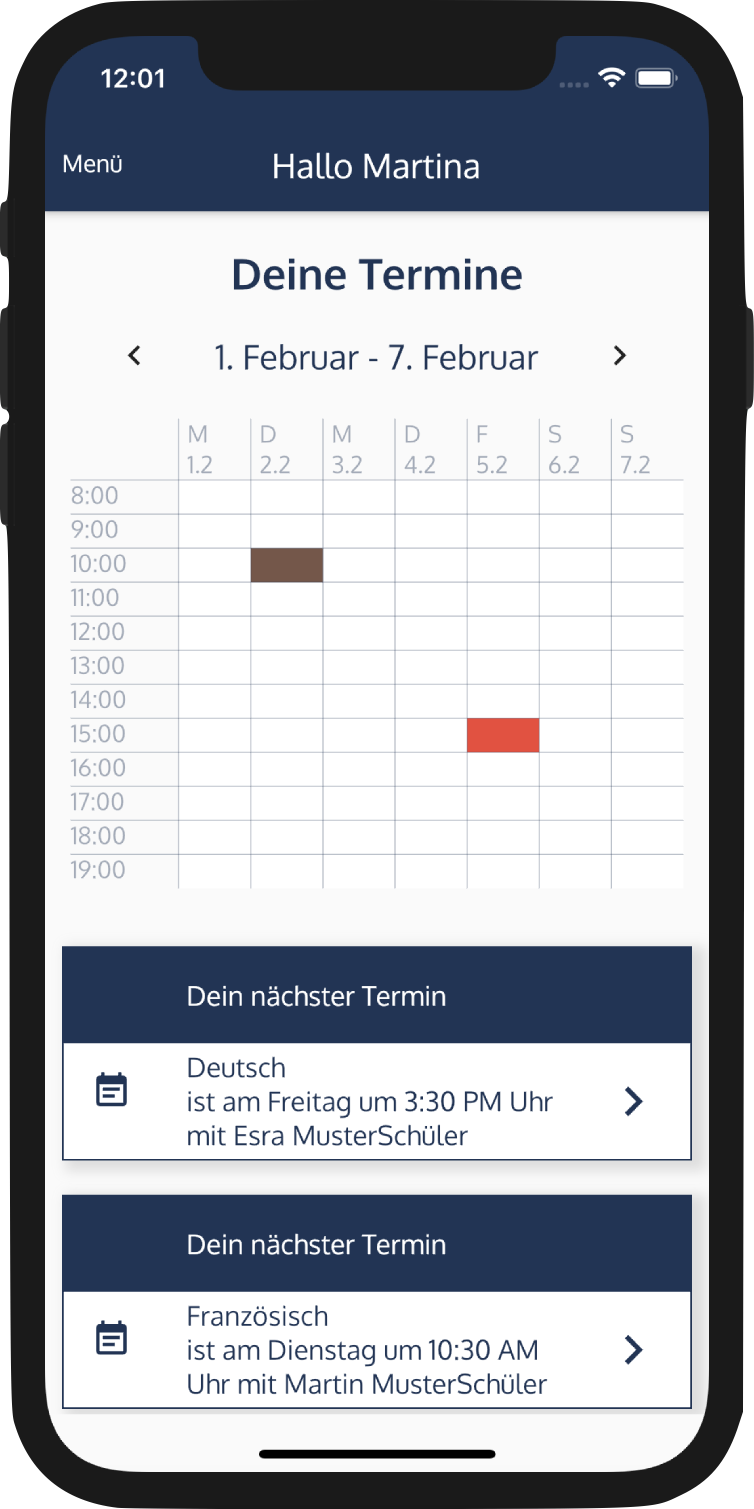 12:01
Menü
Hallo Martina
Deine Termine
1. Februar - 7. Februar
M D M D F S S
1.2 2.2 3.2 4.2 5.2 6.2 7.2
8:00
9:00
10:00
11:00
12:00
13:00
14:00
15:00
16:00
17:00
18:00
19:00
Dein nächster Termin
Deutsch
ist am Freitag um 3:30 PM Uhr
mit Esra MusterSchüler
Dein nächster Termin
Französisch
ist am Dienstag um 10:30 AM
Uhr mit Martin MusterSchüler